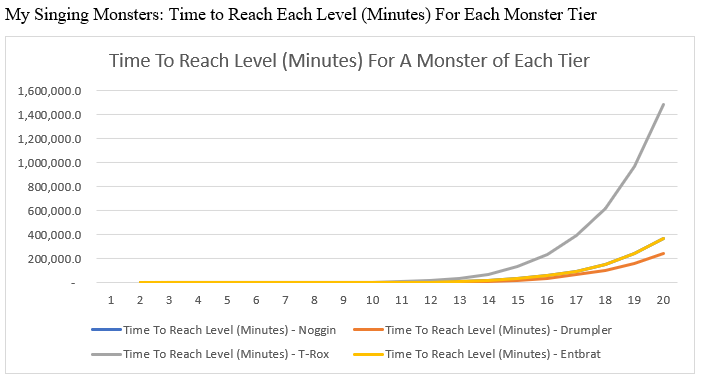 My Singing Monsters: Time to Reach Each Level (Minutes) For Each Monster Tier
Time To Reach Level (Minutes) For A Monster of Each Tier
1,600,000.0
1,400,000.0
1,200,000.0
1,000,000.0
800,000.0
600,000.0
400,000.0
200,000.0
-
1 2 3 4 5 6 7 8 9 10 11 12 13 14 15 16 17 18 19 20
Time To Reach Level (Minutes) - Noggin Time To Reach Level (Minutes) - Drumpler
Time To Reach Level (Minutes) - T-Rox Time To Reach Level (Minutes) - Entbrat